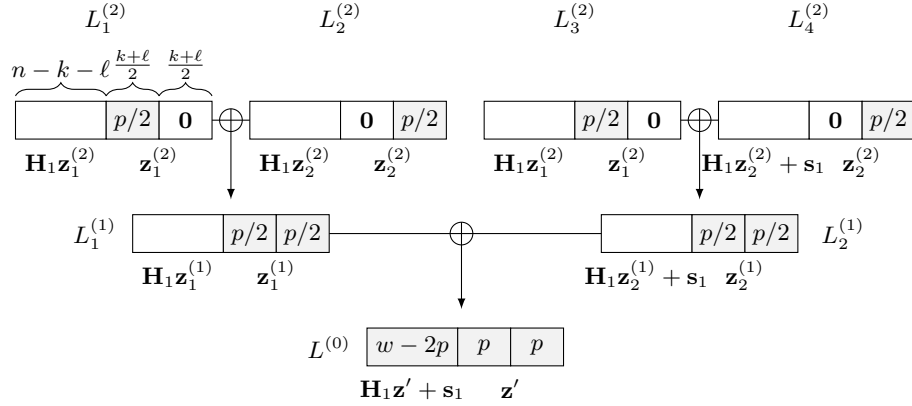 L_1^{(2)} L_2^{(2)} L_3^{(2)} L_4^{(2)}
n − k − ℓ \frac{k+ℓ}{2} \frac{k+ℓ}{2}
p/2 0 0 p/2 p/2 0 0 p/2
H_1z_1^{(2)} z_1^{(2)} H_1z_2^{(2)} z_2^{(2)} H_1z_1^{(2)} z_1^{(2)} H_1z_2^{(2)} + s_1 z_2^{(2)}
L_1^{(1)} p/2 p/2 p/2 p/2 L_2^{(1)}
H_1z_1^{(1)} z_1^{(1)} H_1z_2^{(1)} + s_1 z_2^{(1)}
L^{(0)} w − 2p p p
H_1z′ + s_1 z′